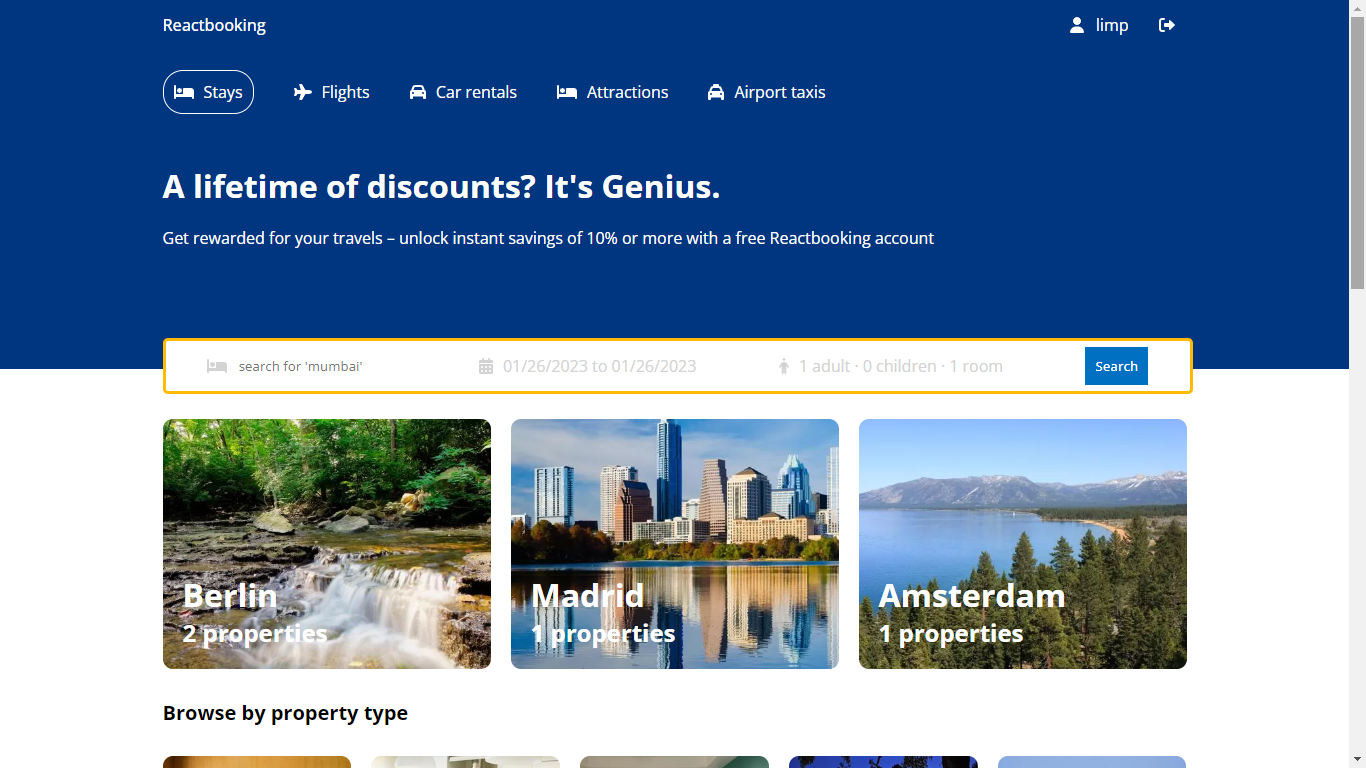 Reactbooking
limp
Stays Flights Car rentals Attractions Airport taxis
A lifetime of discounts? It's Genius.
Get rewarded for your travels – unlock instant savings of 10% or more with a free Reactbooking account
search for 'mumbai' 01/26/2023 to 01/26/2023 1 adult · 0 children · 1 room Search
Berlin
2 properties
Madrid
1 properties
Amsterdam
1 properties
Browse by property type